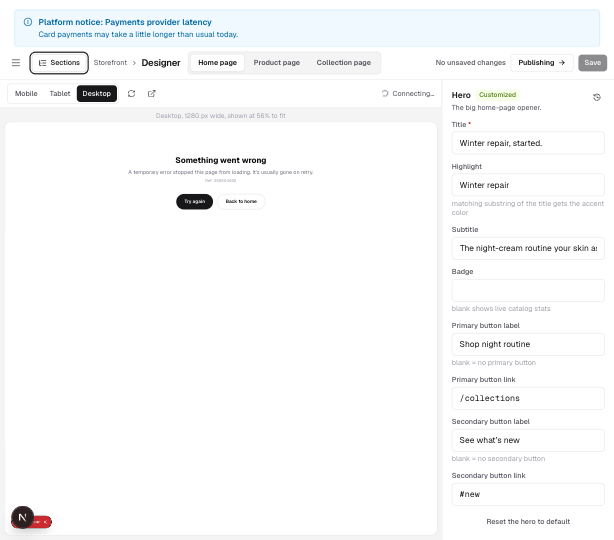 Platform notice: Payments provider latency
Card payments may take a little longer than usual today.
Sections
Storefront > Designer
Home page
Product page
Collection page
No unsaved changes
Publishing →
Save
Mobile
Tablet
Desktop
Connecting...
Desktop, 1280 px wide, shown at 56% to fit
Something went wrong
A temporary error stopped this page from loading. It's usually gone on retry.
Try again
Back to home
N
Hero
Customized
The big home-page opener.
Title *
Winter repair, started.
Highlight
Winter repair
matching substring of the title gets the accent
color
Subtitle
The night-cream routine your skin
Badge
blank shows live catalog stats
Primary button label
Shop night routine
blank = no primary button
Primary button link
/collections
Secondary button label
See what's new
blank = no secondary button
Secondary button link
#new
Reset the hero to default